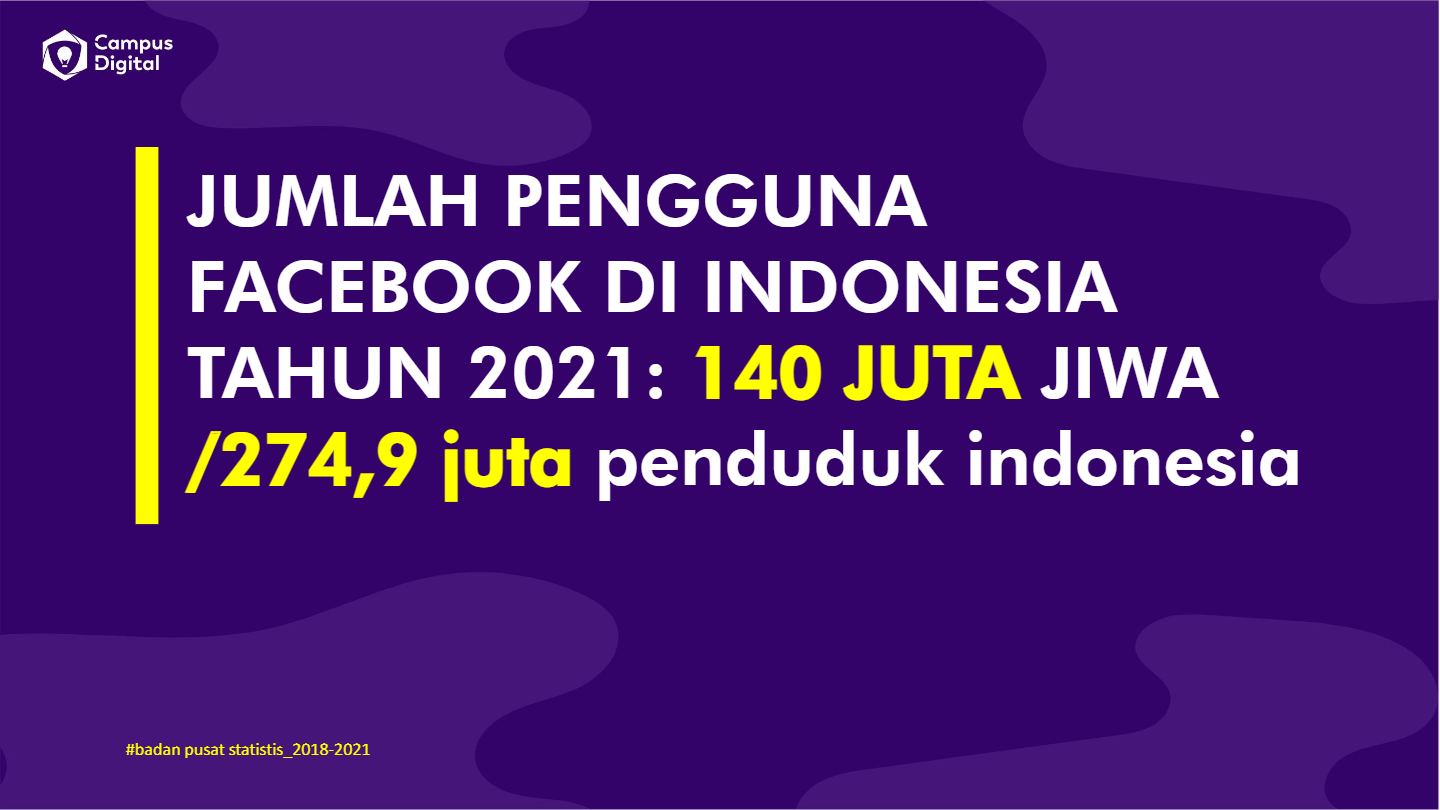 Campus
Digital
JUMLAH PENGGUNA
FACEBOOK DI INDONESIA
TAHUN 2021: 140 JUTA JIWA
/274,9 juta penduduk indonesia
#badan pusat statistis_2018-2021